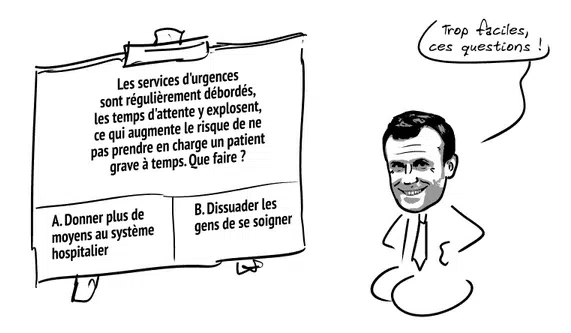 Les services d'urgences
sont régulièrement débordés,
les temps d'attente y explosent,
ce qui augmente le risque de ne
pas prendre en charge un patient
grave à temps. Que faire ?
A. Donner plus de
moyens au système
hospitalier
B. Dissuader les
gens de se soigner
Trop faciles,
ces questions !